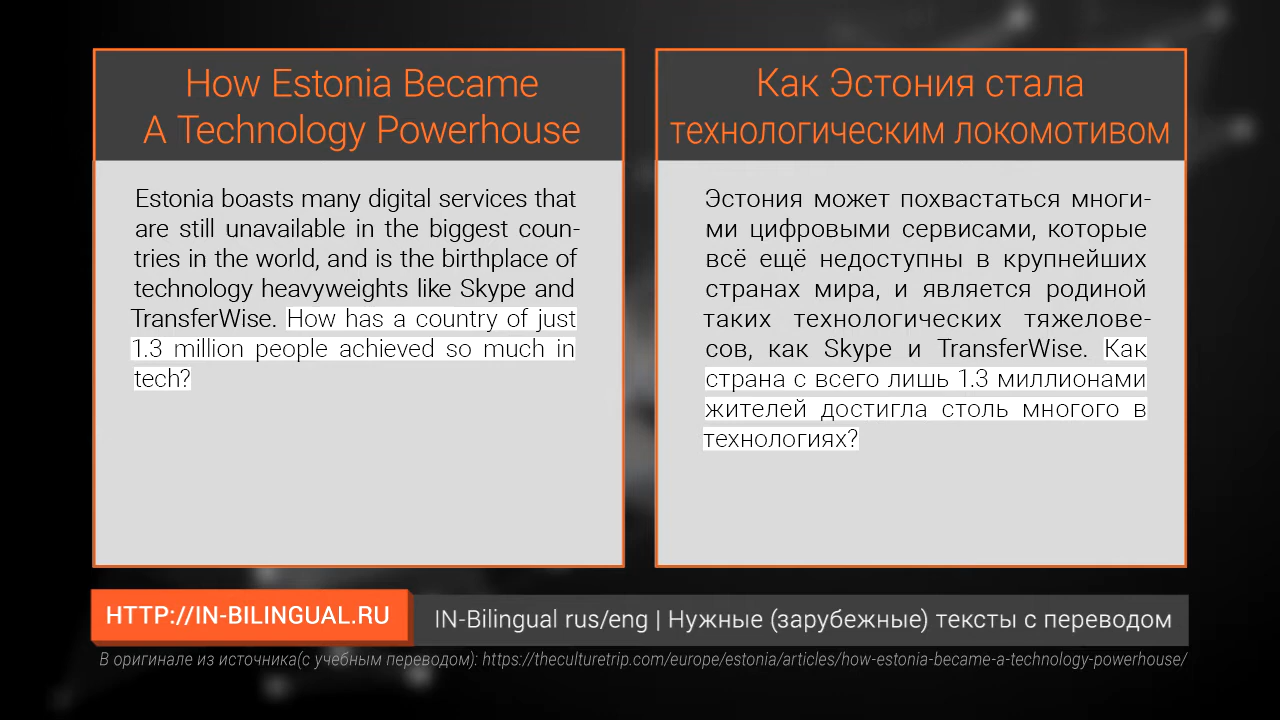 How Estonia Became
A Technology Powerhouse
Estonia boasts many digital services that
are still unavailable in the biggest coun-
tries in the world, and is the birthplace of
technology heavyweights like Skype and
TransferWise. How has a country of just
1.3 million people achieved so much in
tech?
Как Эстония стала
технологическим локомотивом
Эстония может похвастаться многи-
ми цифровыми сервисами, которые
всё ещё недоступны в крупнейших
странах мира, и является родиной
таких технологических тяжелове-
сов, как Skype и TransferWise. Как
страна с всего лишь 1.3 миллионами
жителей достигла столь многого в
технологиях?
HTTP://IN-BILINGUAL.RU
IN-Bilingual rus/eng | Нужные (зарубежные) тексты с переводом
В оригинале из источника(с учебным переводом): https://theculturetrip.com/europe/estonia/articles/how-estonia-became-a-technology-powerhouse/